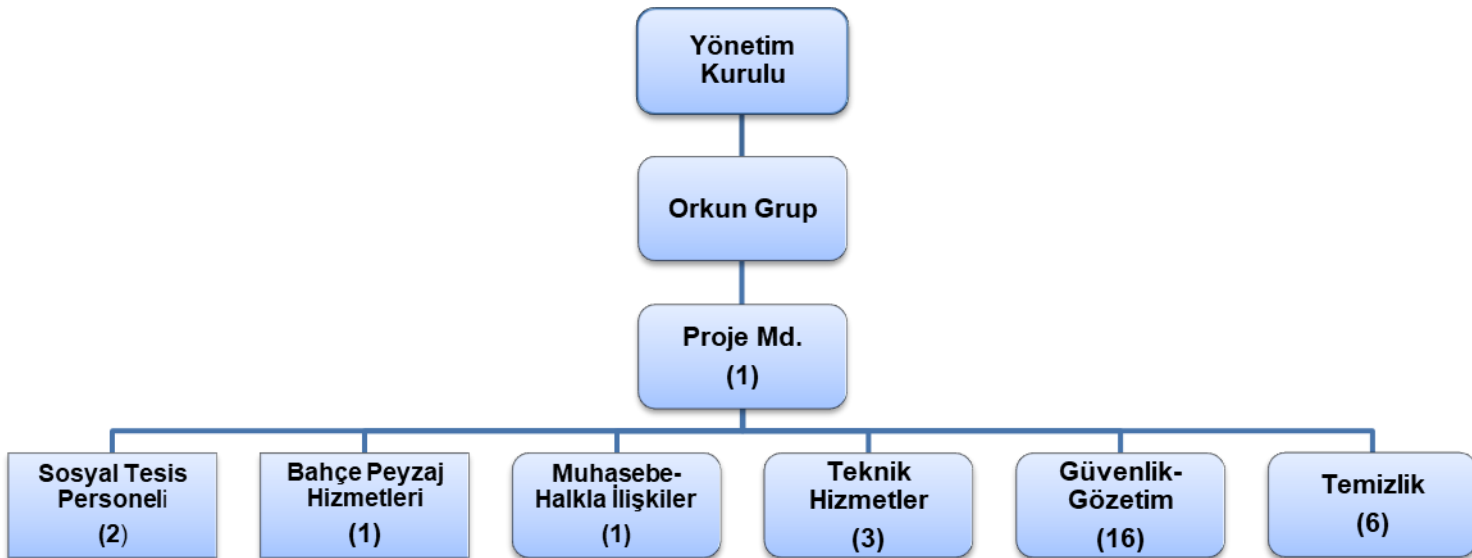 Yönetim
Kurulu
Orkun Grup
Proje Md.
(1)
Sosyal Tesis
Personeli
(2)
Bahçe Peyzaj
Hizmetleri
(1)
Muhasebe-
Halkla İlişkiler
(1)
Teknik
Hizmetler
(3)
Güvenlik-
Gözetim
(16)
Temizlik
(6)